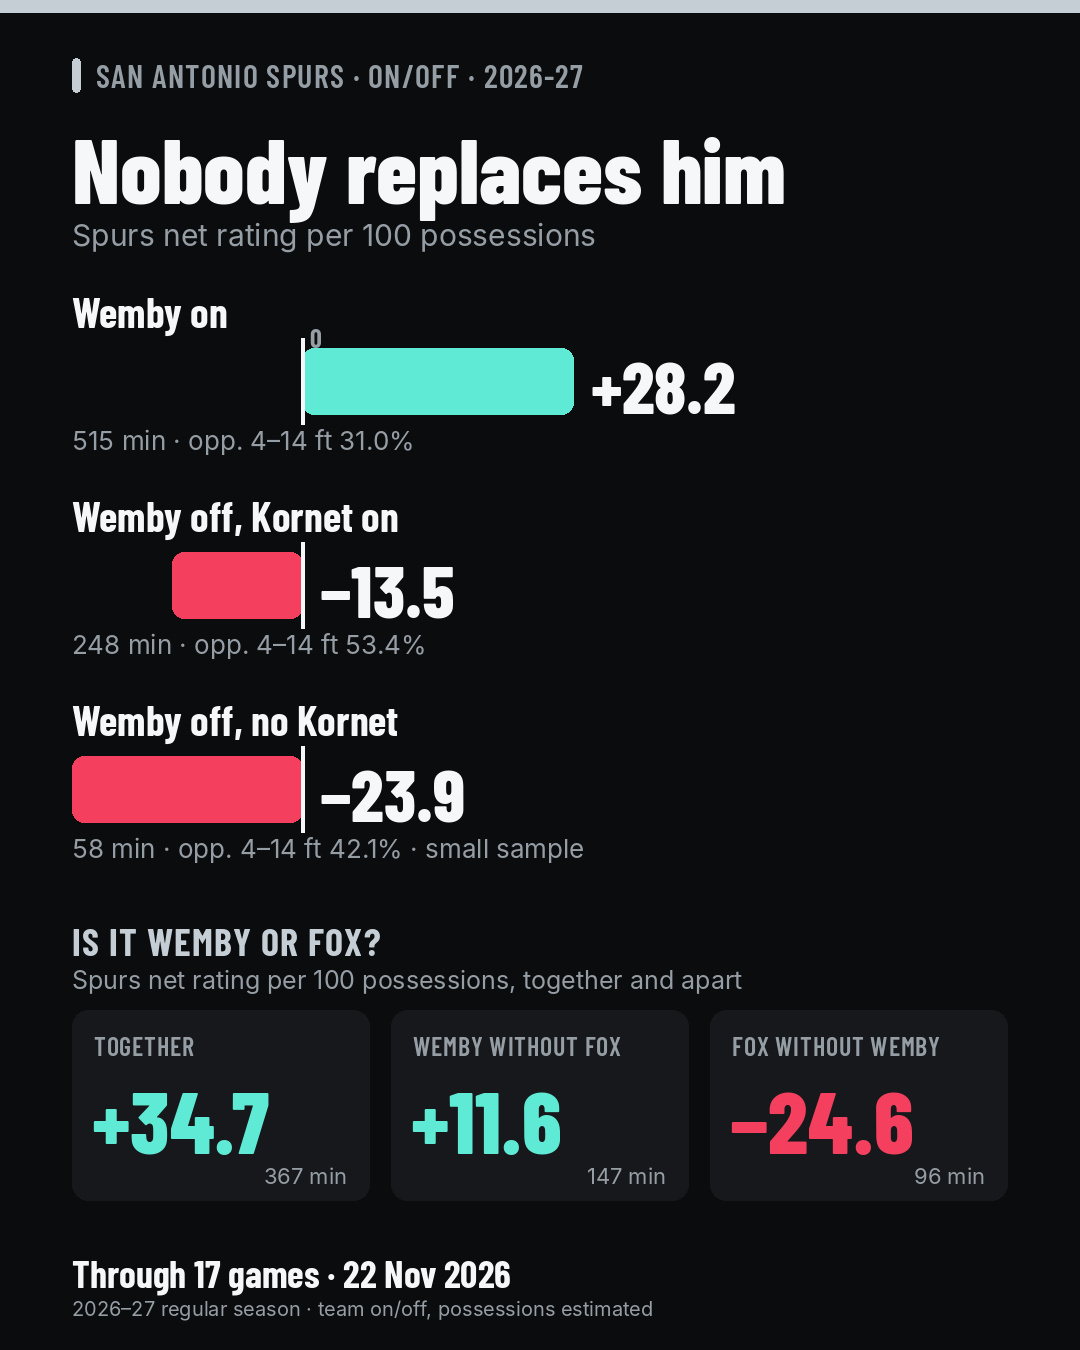 SAN ANTONIO SPURS · ON/OFF · 2026-27
Nobody replaces him
Spurs net rating per 100 possessions
Wemby on
0
+28.2
515 min · opp. 4–14 ft 31.0%
Wemby off, Kornet on
−13.5
248 min · opp. 4–14 ft 53.4%
Wemby off, no Kornet
−23.9
58 min · opp. 4–14 ft 42.1% · small sample
IS IT WEMBY OR FOX?
Spurs net rating per 100 possessions, together and apart
TOGETHER
+34.7
367 min
WEMBY WITHOUT FOX
+11.6
147 min
FOX WITHOUT WEMBY
−24.6
96 min
Through 17 games · 22 Nov 2026
2026–27 regular season · team on/off, possessions estimated